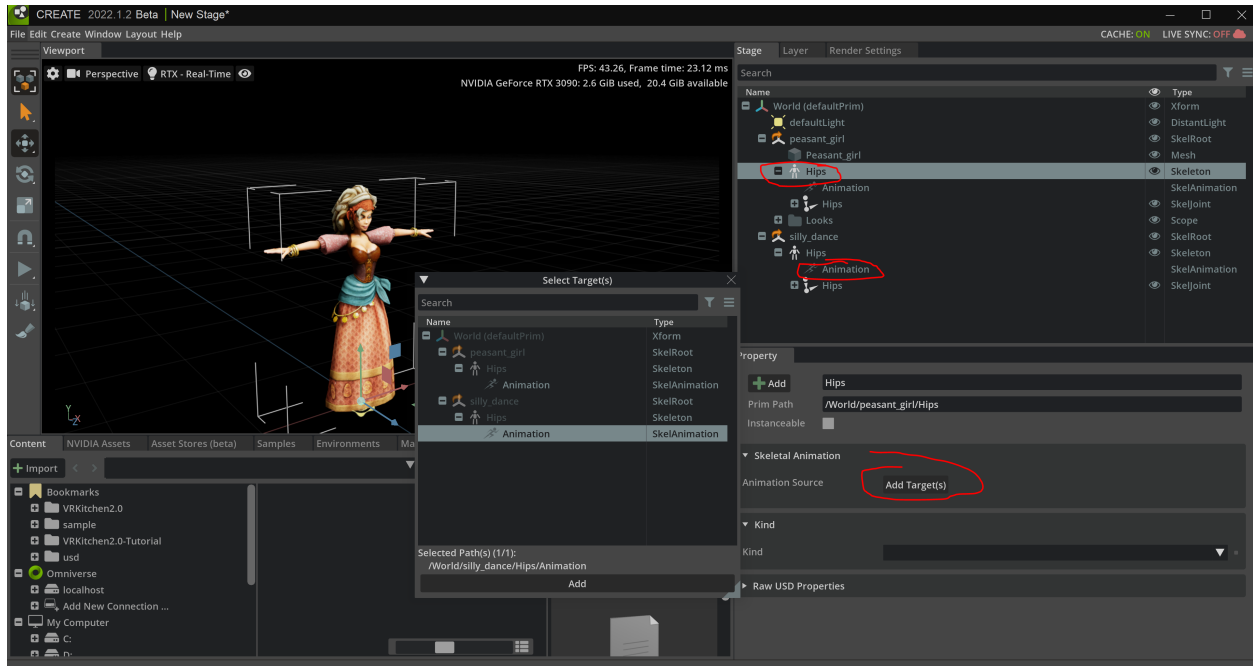 CREATE 2022.1.2 Beta | New Stage*
File Edit Create Window Layout Help
CACHE: ON LIVE SYNC: OFF
Viewport
Perspective
RTX - Real-Time
FPS: 43.26, Frame time: 23.12 ms
NVIDIA GeForce RTX 3090: 2.6 GiB used, 20.4 GiB available
Y
X
Stage Layer Render Settings
Search
Name Type
World (defaultPrim) Xform
defaultLight DistantLight
peasant_girl SkelRoot
Peasant_girl Mesh
Hips Skeleton
Animation SkelAnimation
Hips SkelJoint
Looks Scope
silly_dance SkelRoot
Hips Skeleton
Animation SkelAnimation
Hips SkelJoint
Select Target(s)
Search
Name Type
World (defaultPrim) Xform
peasant_girl SkelRoot
Hips Skeleton
Animation SkelAnimation
silly_dance SkelRoot
Hips Skeleton
Animation SkelAnimation
Selected Path(s) (1/1):
/World/silly_dance/Hips/Animation
Add
Property
Add Hips
Prim Path /World/peasant_girl/Hips
Instanceable
Skeletal Animation
Animation Source Add Target(s)
Kind
Kind
Raw USD Properties
Content NVIDIA Assets Asset Stores (beta) Samples Environments Ma
Import
Bookmarks
VRKitchen2.0
sample
VRKitchen2.0-Tutorial
usd
Omniverse
localhost
Add New Connection ...
My Computer
C:
D: